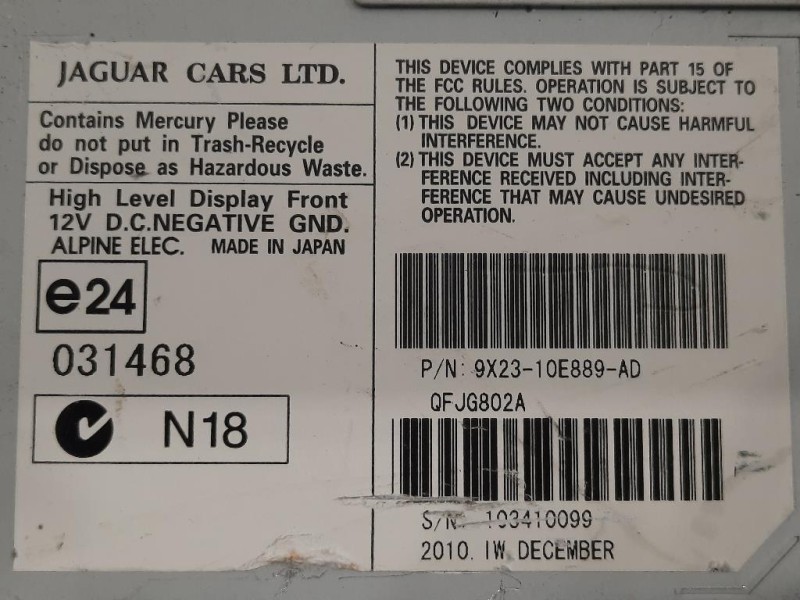 JAGUAR CARS LTD.
Contains Mercury Please
do not put in Trash-Recycle
or Dispose as Hazardous Waste.
High Level Display Front
12V D.C.NEGATIVE GND.
ALPINE ELEC. MADE IN JAPAN
e24
031468
N18
THIS DEVICE COMPLIES WITH PART 15 OF
THE FCC RULES. OPERATION IS SUBJECT TO
THE FOLLOWING TWO CONDITIONS:
(1) THIS DEVICE MAY NOT CAUSE HARMFUL
INTERFERENCE.
(2) THIS DEVICE MUST ACCEPT ANY INTER-
FERENCE RECEIVED INCLUDING INTER-
FERENCE THAT MAY CAUSE UNDESIRED
OPERATION.
P/N: 9X23-10E889-AD
QFJG802A
S/N: 103410099
2010. IW. DECEMBER